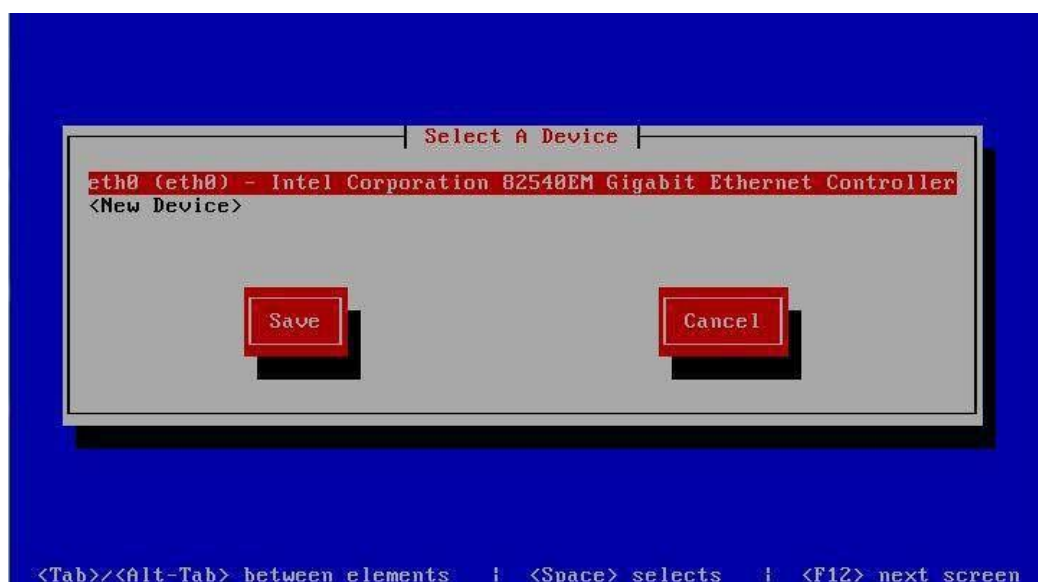 Select A Device
eth0 (eth0) - Intel Corporation 82540EM Gigabit Ethernet Controller
<New Device>
Save Cancel
<Tab>/<Alt-Tab> between elements | <Space> selects | <F12> next screen